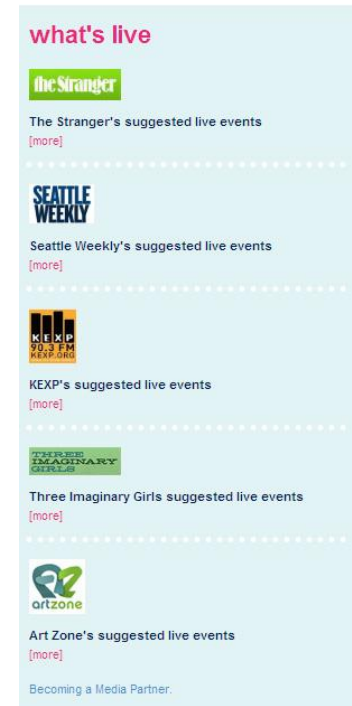 what's live
the Stranger
The Stranger's suggested live events
[more]
SEATTLE
WEEKLY
Seattle Weekly's suggested live events
[more]
KEXP
90.3 FM
KEXP.ORG
KEXP's suggested live events
[more]
THREE
IMAGINARY
GIRLS
Three Imaginary Girls suggested live events
[more]
artzone
Art Zone's suggested live events
[more]
Becoming a Media Partner.